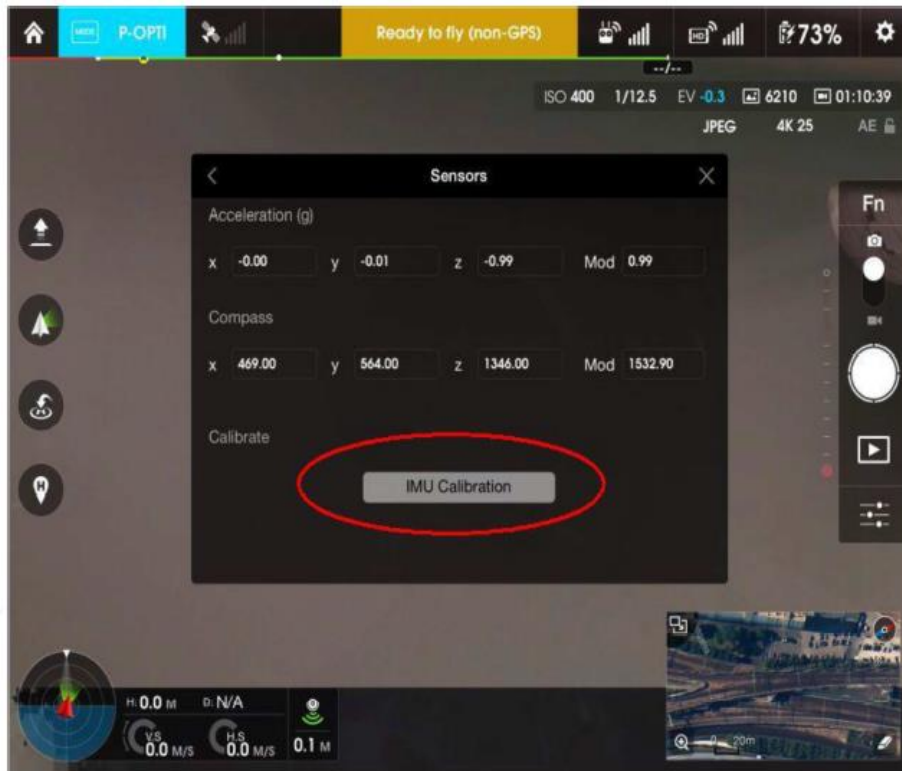 MODE P-OPTI Ready to fly (non-GPS) HD 73%
--/--
ISO 400 1/12.5 EV -0.3 6210 01:10:39
JPEG 4K 25 AE
Sensors
Fn
Acceleration (g)
x -0.00 y -0.01 z -0.99 Mod 0.99
Compass
x 469.00 y 564.00 z 1346.00 Mod 1532.90
Calibrate
IMU Calibration
H
H: 0.0 M D: N/A
V.S 0.0 M/S H.S 0.0 M/S 0.1 M
0 20m